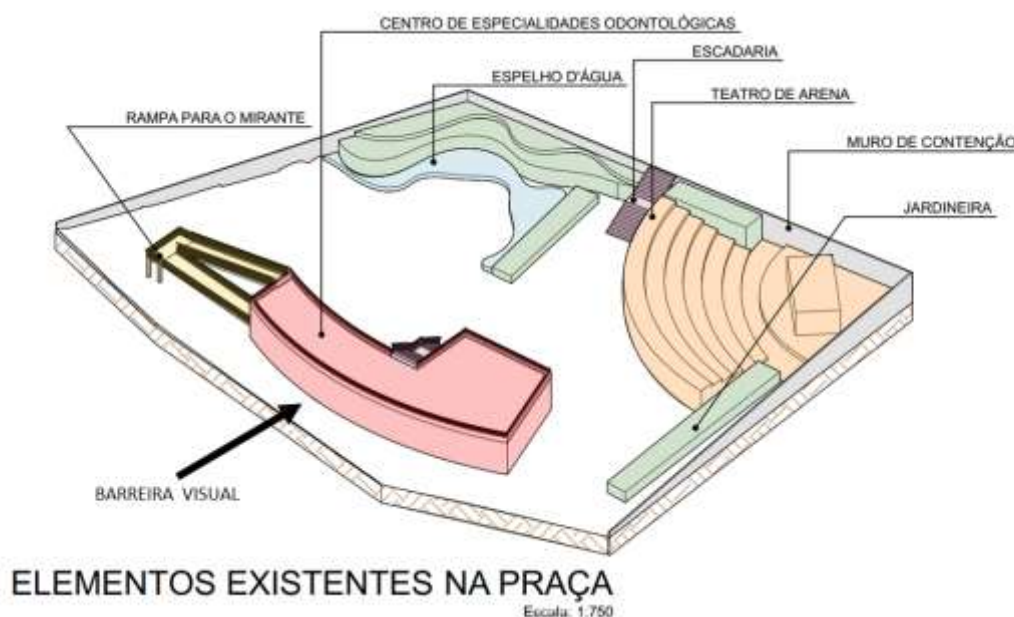 CENTRO DE ESPECIALIDADES ODONTOLÓGICAS
ESCADARIA
ESPELHO D'ÁGUA
TEATRO DE ARENA
RAMPA PARA O MIRANTE
MURO DE CONTENÇÃO
JARDINEIRA
BARREIRA VISUAL
ELEMENTOS EXISTENTES NA PRAÇA
Escala: 1:750